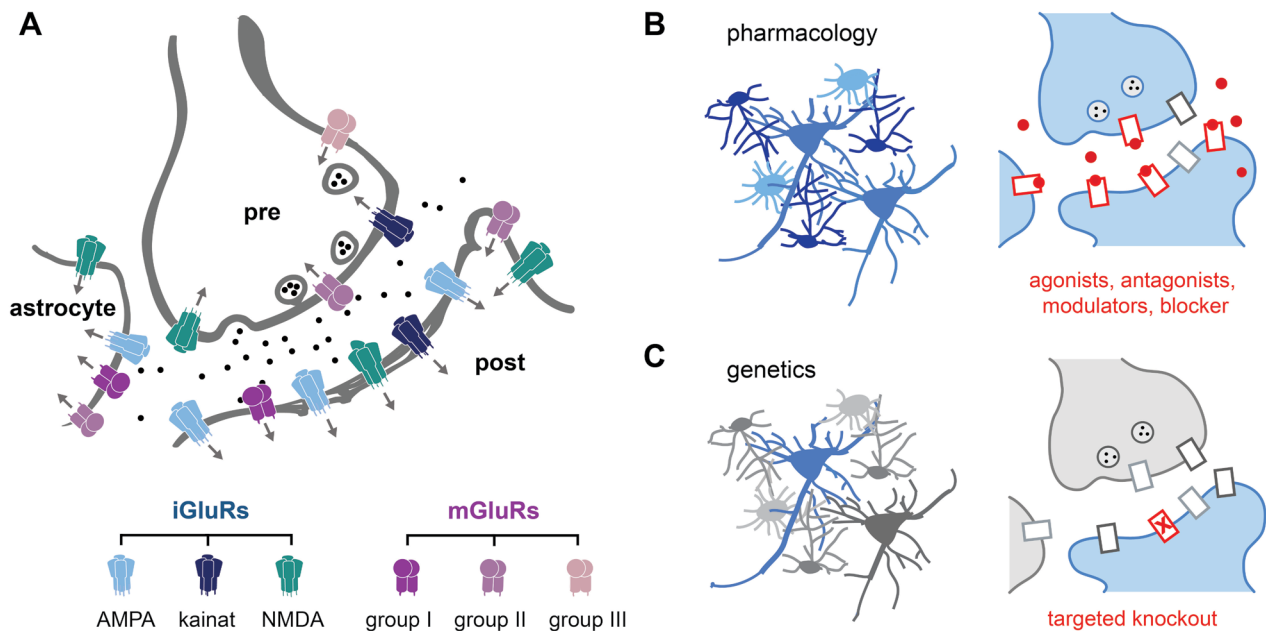 A
pre
astrocyte
post
iGluRs
mGluRs
AMPA
kainat
NMDA
group I
group II
group III
B
pharmacology
agonists, antagonists,
modulators, blocker
C
genetics
X
targeted knockout